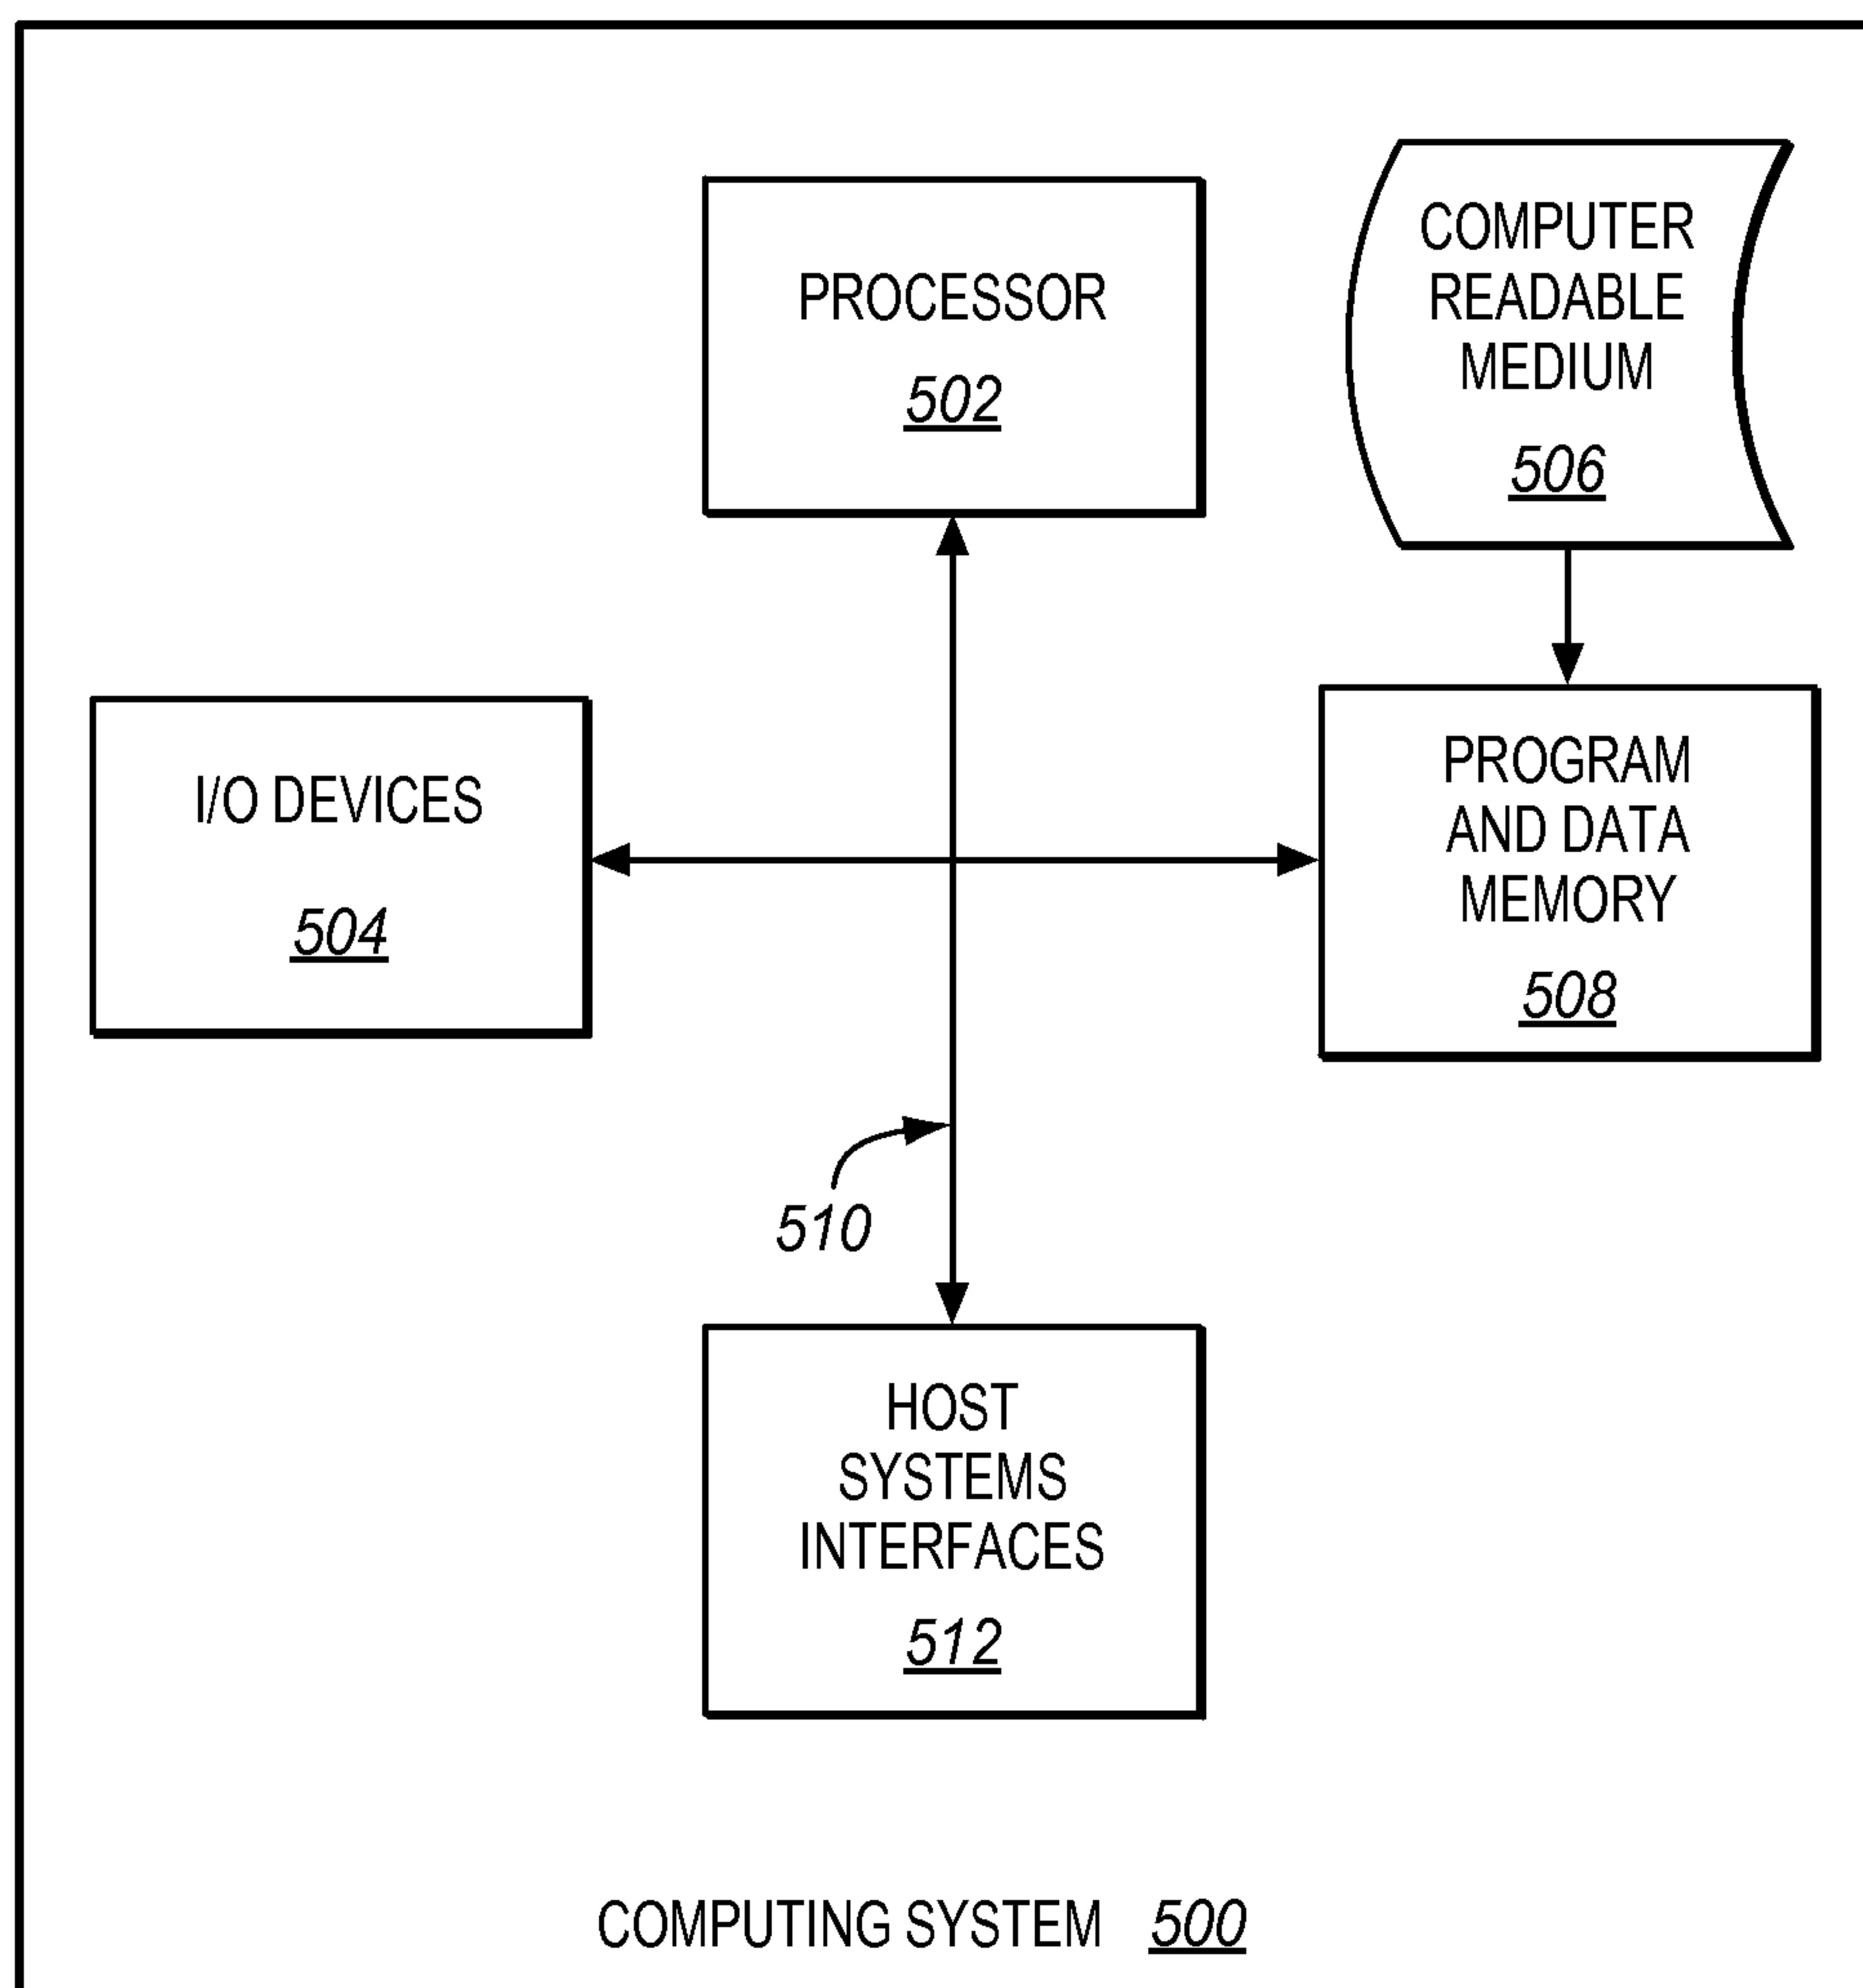 PROCESSOR
502
COMPUTER
READABLE
MEDIUM
506
I/O DEVICES
504
PROGRAM
AND DATA
MEMORY
508
510
HOST
SYSTEMS
INTERFACES
512
COMPUTING SYSTEM 500